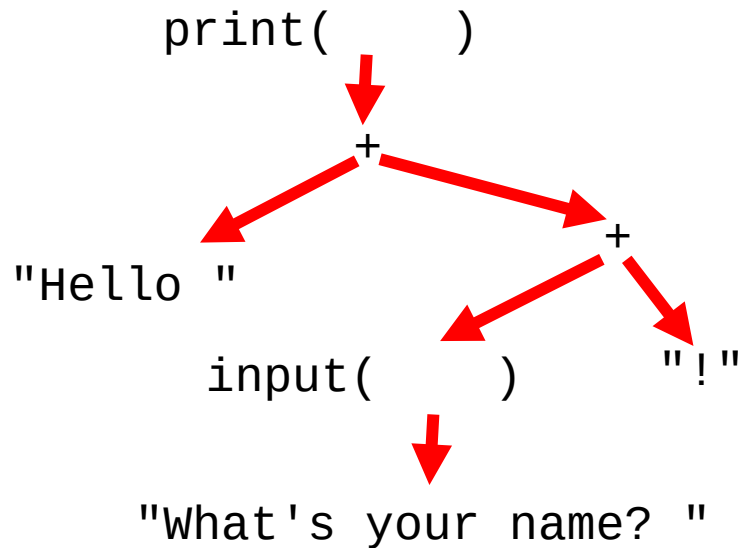 print(     )
+
+
"Hello "
input(     )
"!"
"What's your name? "